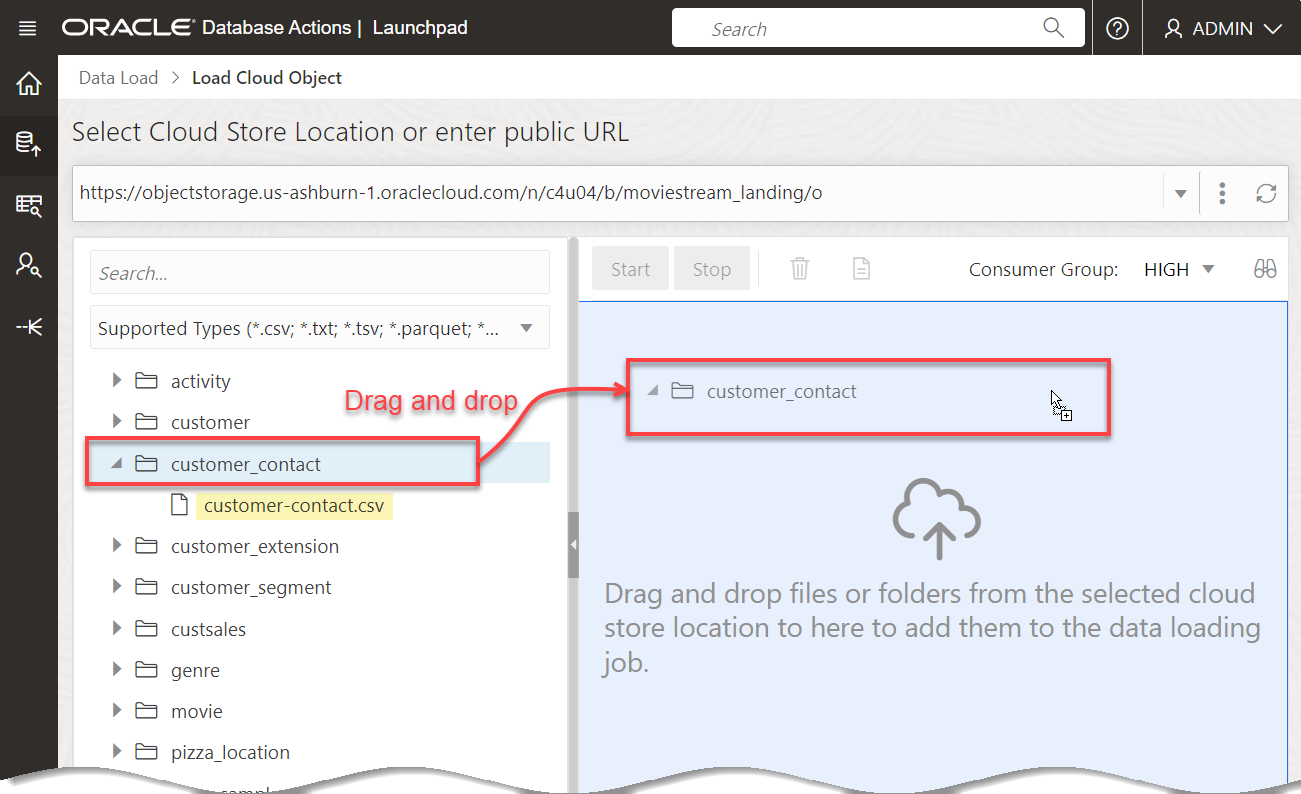 ORACLE® Database Actions | Launchpad
Search
ADMIN
Data Load > Load Cloud Object
Select Cloud Store Location or enter public URL
https://objectstorage.us-ashburn-1.oraclecloud.com/n/c4u04/b/moviestream_landing/o
Search...
Supported Types (*.csv; *.txt; *.tsv; *.parquet; *...
activity
customer
customer_contact
customer-contact.csv
customer_extension
customer_segment
custsales
genre
movie
pizza_location
Drag and drop
Start
Stop
Consumer Group:
HIGH
customer_contact
Drag and drop files or folders from the selected cloud
store location to here to add them to the data loading
job.